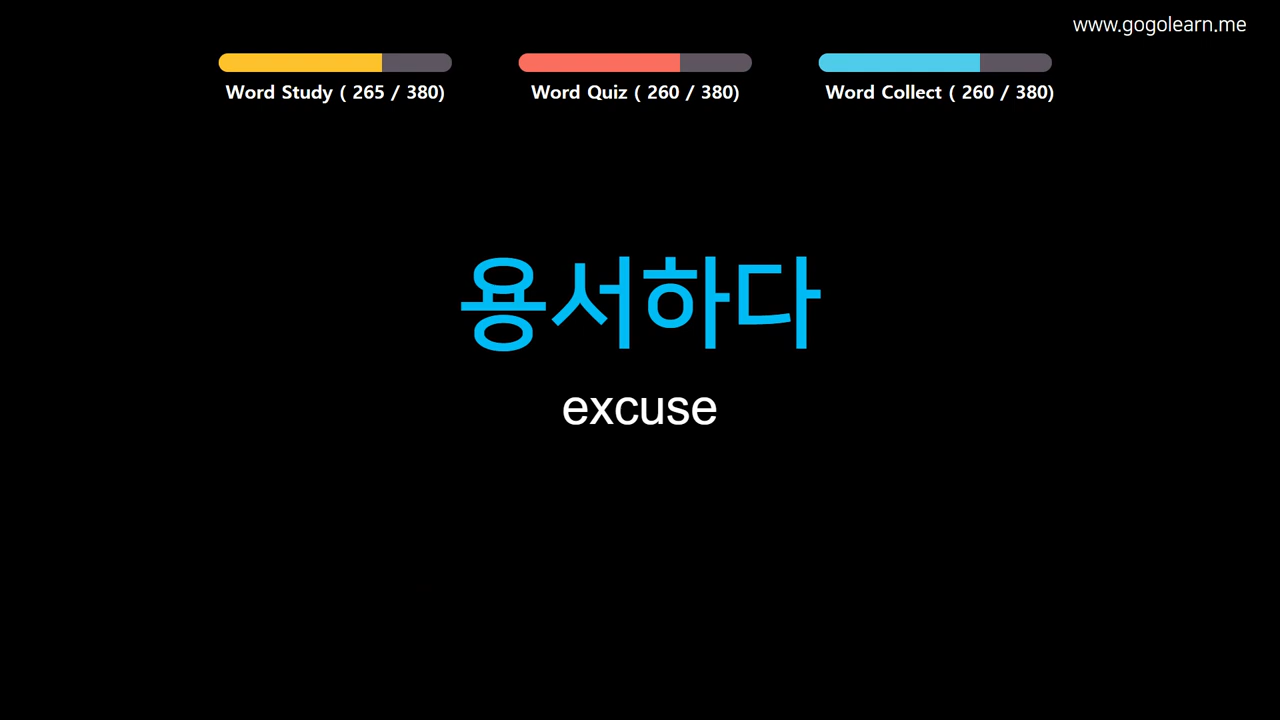 www.gogolearn.me
Word Study ( 265 / 380)
Word Quiz ( 260 / 380)
Word Collect ( 260 / 380)
용서하다
excuse